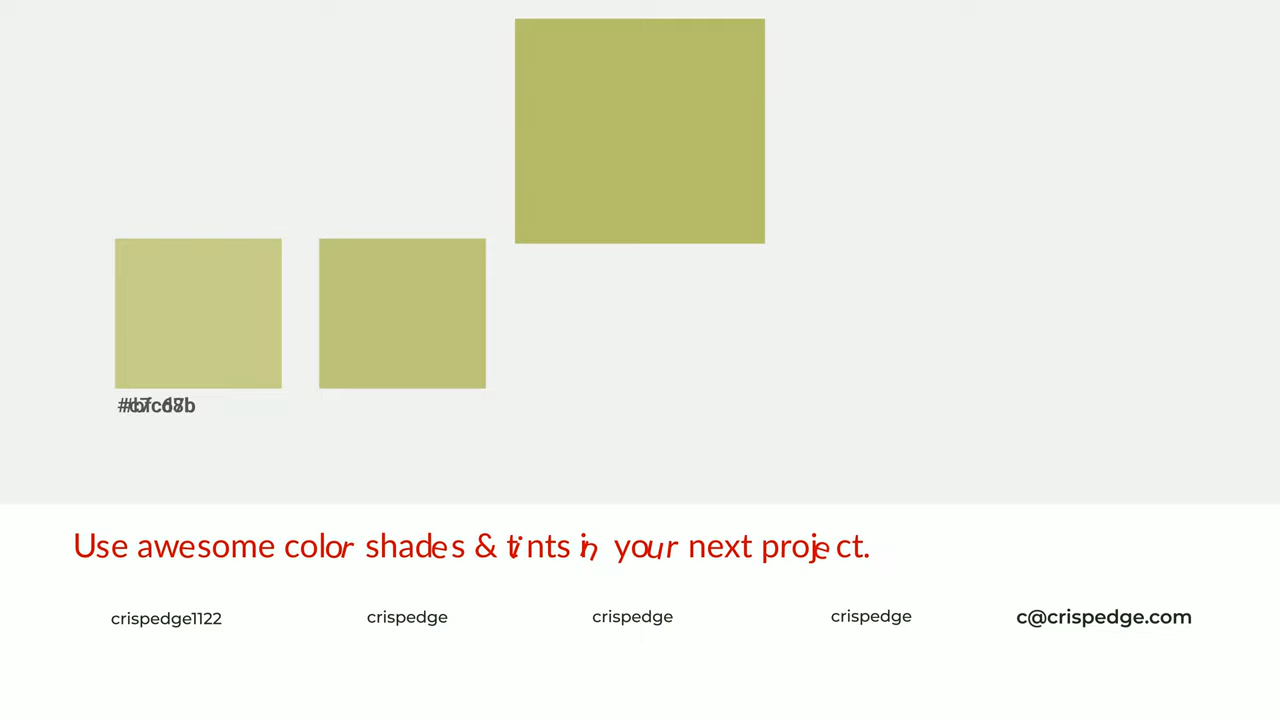 Use awesome color shades & tints in your next project.
crispedge1122 crispedge crispedge crispedge c@crispedge.com